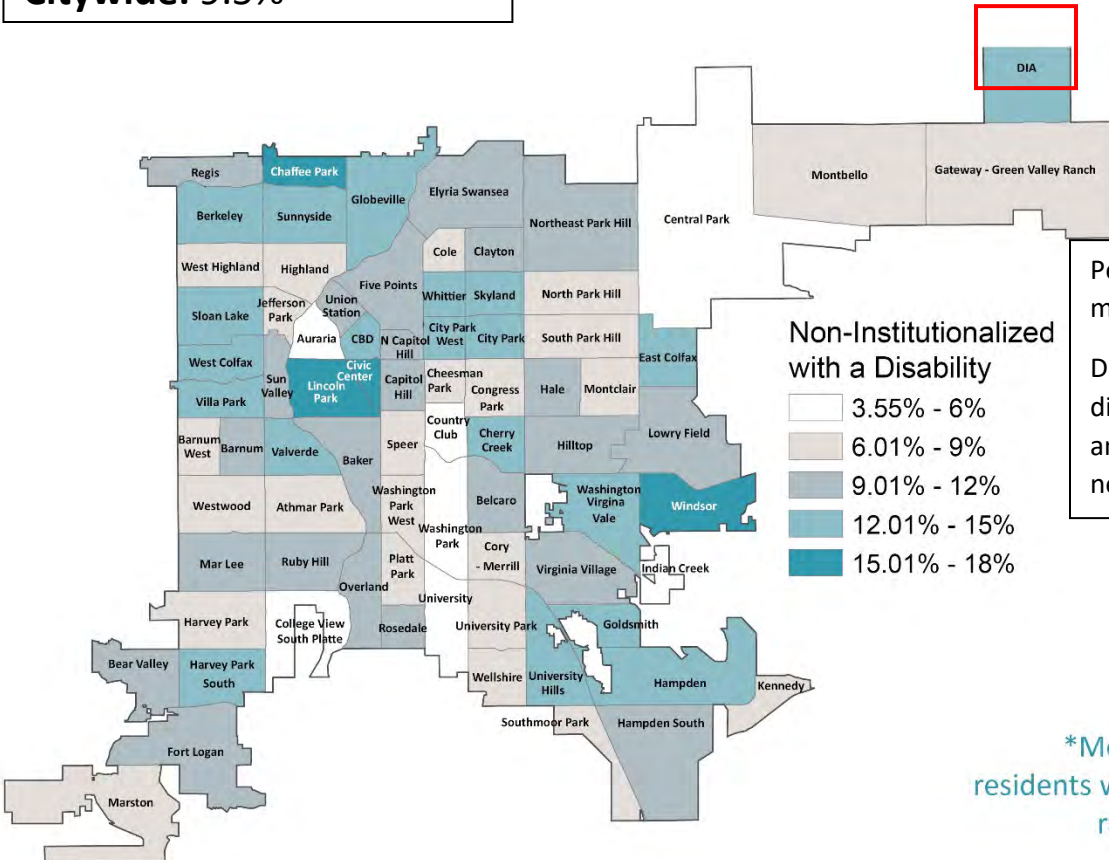 Citywide: 9.5%
DIA
Montbello
Gateway - Green Valley Ranch
Regis
Chaffee Park
Globeville
Elyria Swansea
Northeast Park Hill
Central Park
Berkeley
Sunnyside
Cole
Clayton
West Highland
Highland
Five Points
Whittier
Skyland
North Park Hill
Sloan Lake
Jefferson
Park
Union
Station
Auraria
CBD
N Capitol
Hill
City Park
West
City Park
South Park Hill
East Colfax
West Colfax
Sun
Valley
Civic
Center
Lincoln
Park
Capitol
Hill
Cheesman
Park
Congress
Park
Hale
Montclair
Villa Park
Country
Club
Cherry
Creek
Hilltop
Lowry Field
Barnum
West
Barnum
Valverde
Baker
Speer
Westwood
Athmar Park
Washington
Park
West
Washington
Park
Belcaro
Washington
Virgina
Vale
Windsor
Mar Lee
Ruby Hill
Overland
Platt
Park
Cory
- Merrill
Virginia Village
Indian Creek
Harvey Park
College View
South Platte
University
Rosedale
University Park
Goldsmith
Bear Valley
Harvey Park
South
Wellshire
University
Hills
Hampden
Kennedy
Southmoor Park
Hampden South
Fort Logan
Marston
Non-Institutionalized
with a Disability
3.55% - 6%
6.01% - 9%
9.01% - 12%
12.01% - 15%
15.01% - 18%
residents